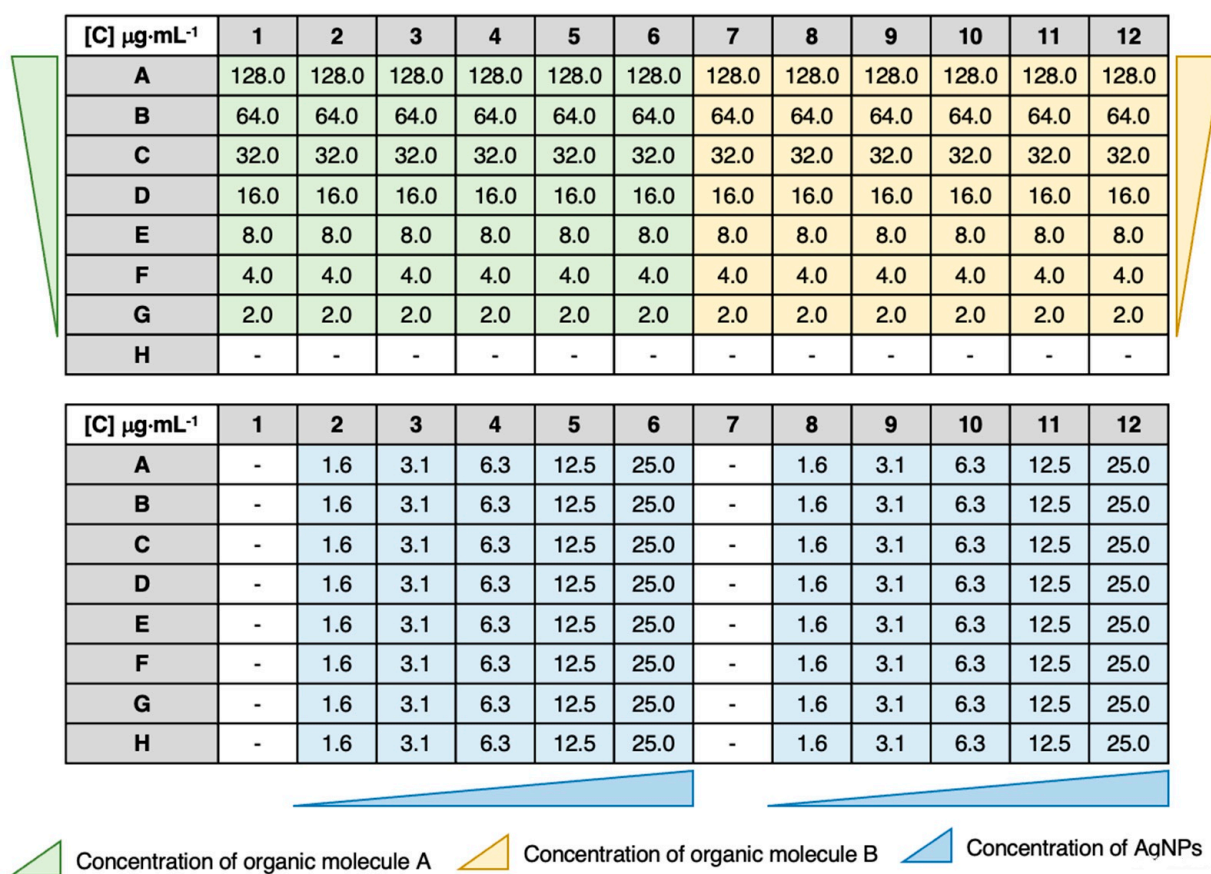 [C] μg·mL-1 1 2 3 4 5 6 7 8 9 10 11 12
A 128.0 128.0 128.0 128.0 128.0 128.0 128.0 128.0 128.0 128.0 128.0 128.0
B 64.0 64.0 64.0 64.0 64.0 64.0 64.0 64.0 64.0 64.0 64.0 64.0
C 32.0 32.0 32.0 32.0 32.0 32.0 32.0 32.0 32.0 32.0 32.0 32.0
D 16.0 16.0 16.0 16.0 16.0 16.0 16.0 16.0 16.0 16.0 16.0 16.0
E 8.0 8.0 8.0 8.0 8.0 8.0 8.0 8.0 8.0 8.0 8.0 8.0
F 4.0 4.0 4.0 4.0 4.0 4.0 4.0 4.0 4.0 4.0 4.0 4.0
G 2.0 2.0 2.0 2.0 2.0 2.0 2.0 2.0 2.0 2.0 2.0 2.0
H - - - - - - - - - - - -
[C] μg·mL-1 1 2 3 4 5 6 7 8 9 10 11 12
A - 1.6 3.1 6.3 12.5 25.0 - 1.6 3.1 6.3 12.5 25.0
B - 1.6 3.1 6.3 12.5 25.0 - 1.6 3.1 6.3 12.5 25.0
C - 1.6 3.1 6.3 12.5 25.0 - 1.6 3.1 6.3 12.5 25.0
D - 1.6 3.1 6.3 12.5 25.0 - 1.6 3.1 6.3 12.5 25.0
E - 1.6 3.1 6.3 12.5 25.0 - 1.6 3.1 6.3 12.5 25.0
F - 1.6 3.1 6.3 12.5 25.0 - 1.6 3.1 6.3 12.5 25.0
G - 1.6 3.1 6.3 12.5 25.0 - 1.6 3.1 6.3 12.5 25.0
H - 1.6 3.1 6.3 12.5 25.0 - 1.6 3.1 6.3 12.5 25.0
Concentration of organic molecule A Concentration of organic molecule B Concentration of AgNPs